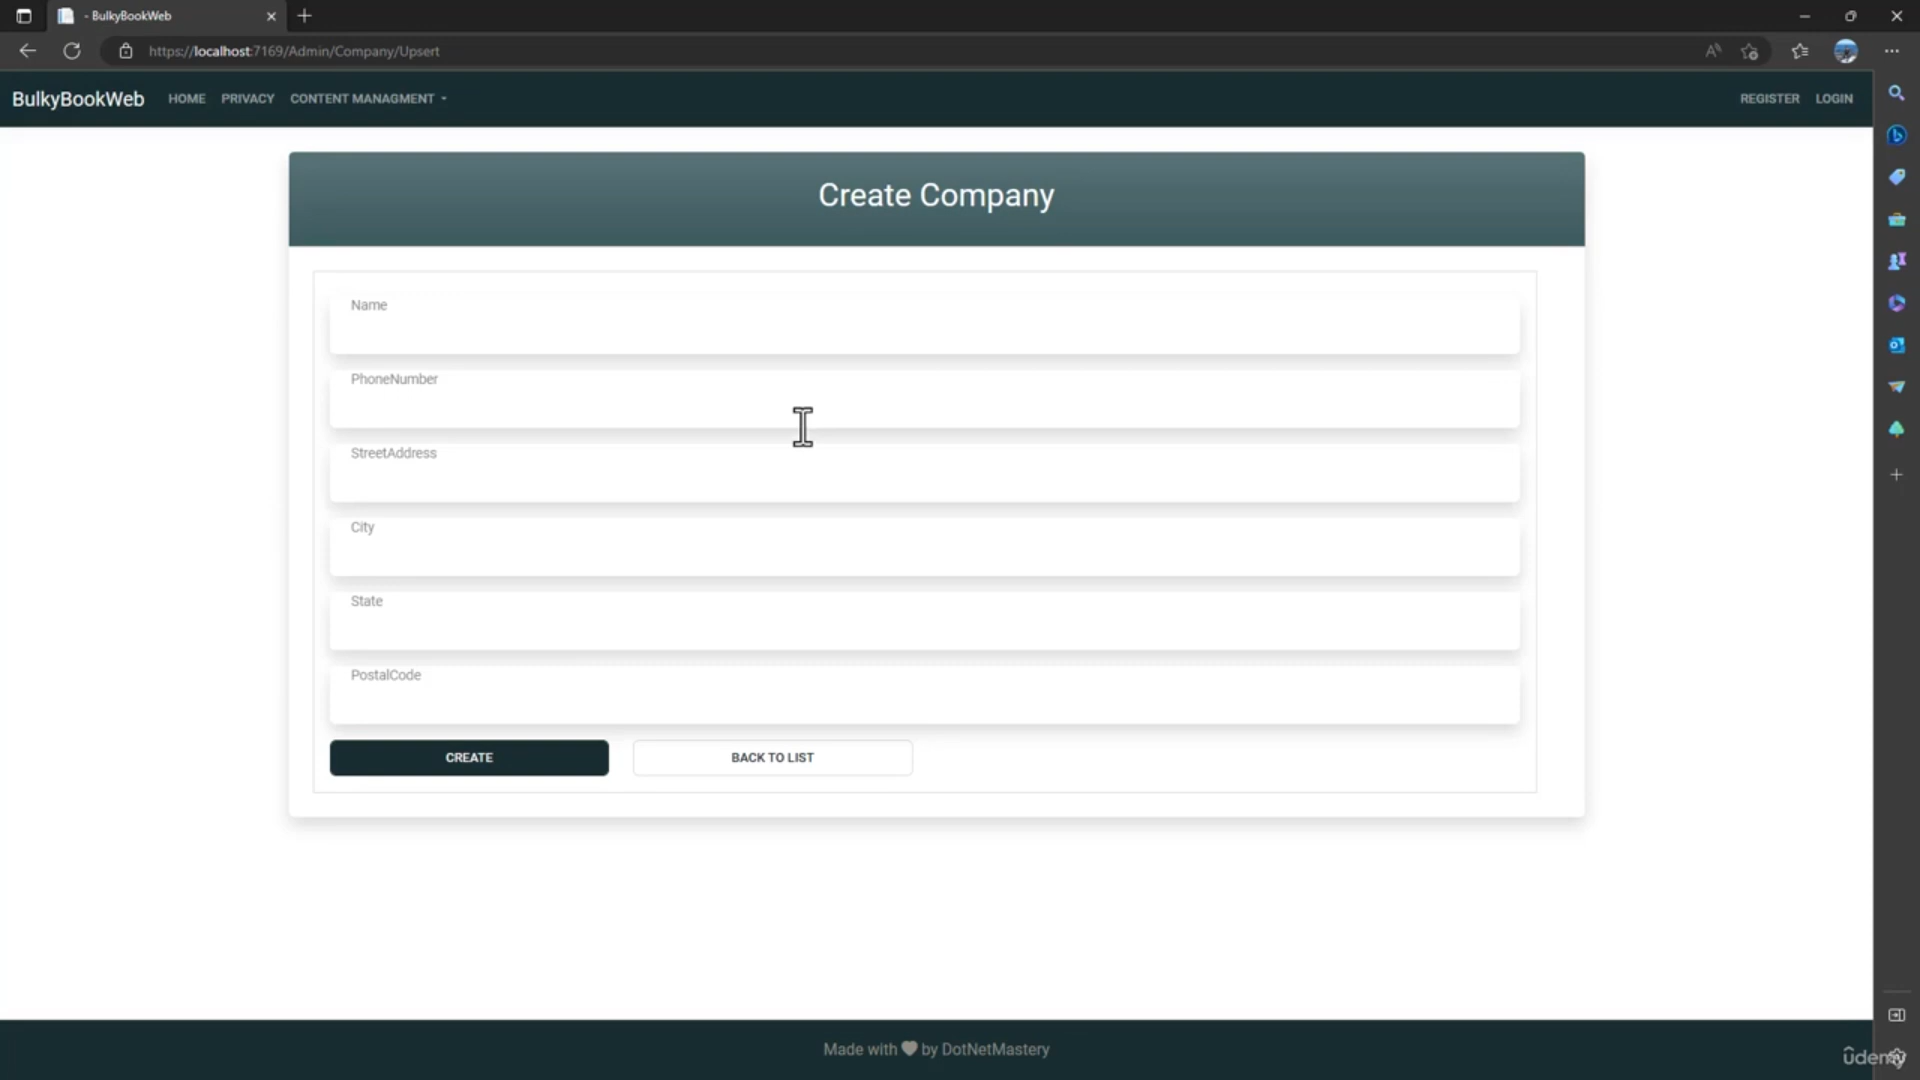 - BulkyBookWeb
https://localhost:7169/Admin/Company/Upsert
BulkyBookWeb HOME PRIVACY CONTENT MANAGMENT REGISTER LOGIN
Create Company
Name
PhoneNumber
StreetAddress
City
State
PostalCode
CREATE BACK TO LIST
Made with by DotNetMastery
udemy